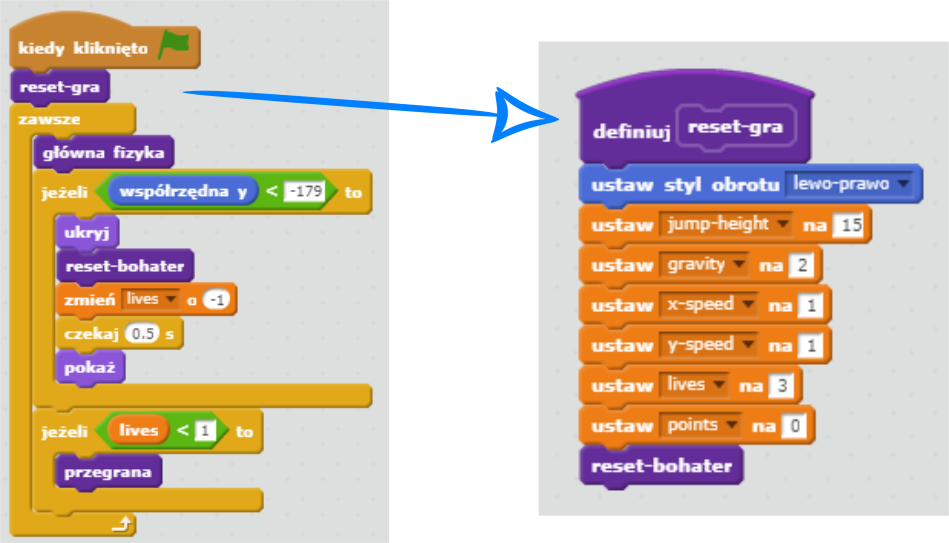 kiedy kliknięto
reset-gra
zawsze
główna fizyka
jeżeli współrzędna y < -179 to
ukryj
reset-bohater
zmień lives o -1
czekaj 0.5 s
pokaż
jeżeli lives < 1 to
przegrana
definiuj reset-gra
ustaw styl obrotu lewo-prawo
ustaw jump-height na 15
ustaw gravity na 2
ustaw x-speed na 1
ustaw y-speed na 1
ustaw lives na 3
ustaw points na 0
reset-bohater